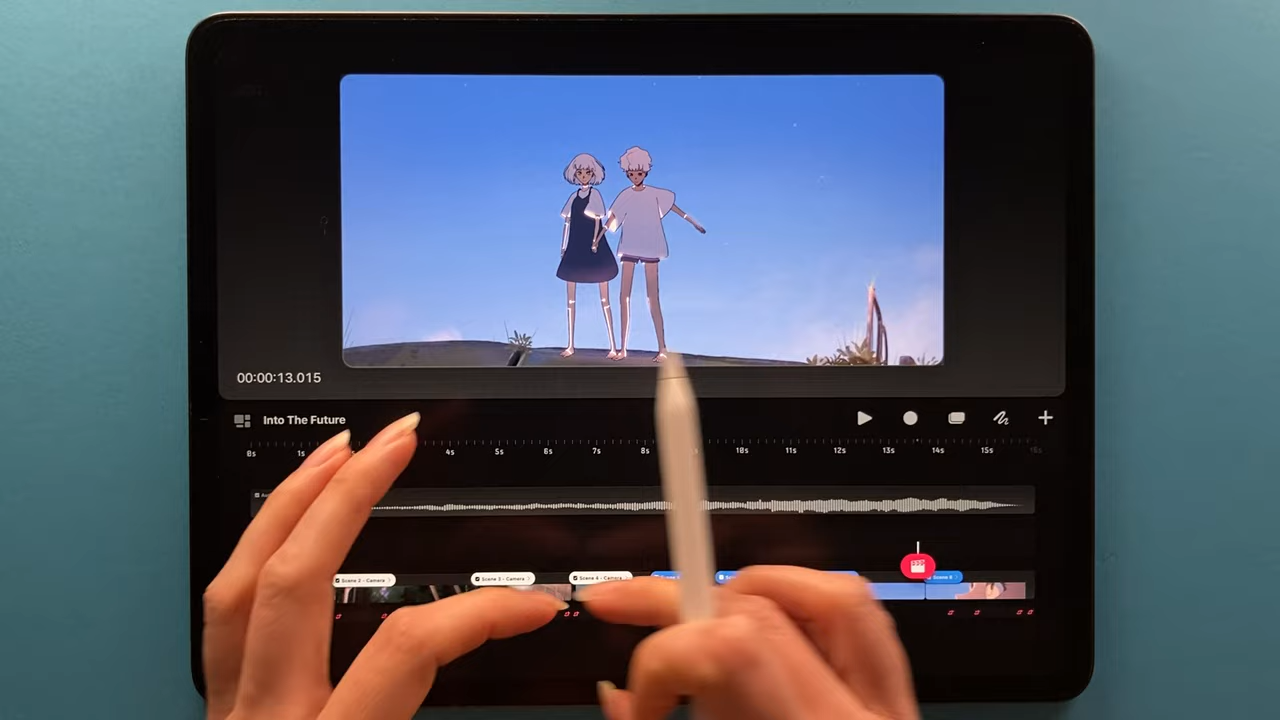 00:00:13.015
Into The Future
0s 1s 4s 5s 6s 7s 8s 10s 11s 12s 13s 14s 15s 16s
Scene 2 - Camera
Scene 3 - Camera
Scene 4 - Camera